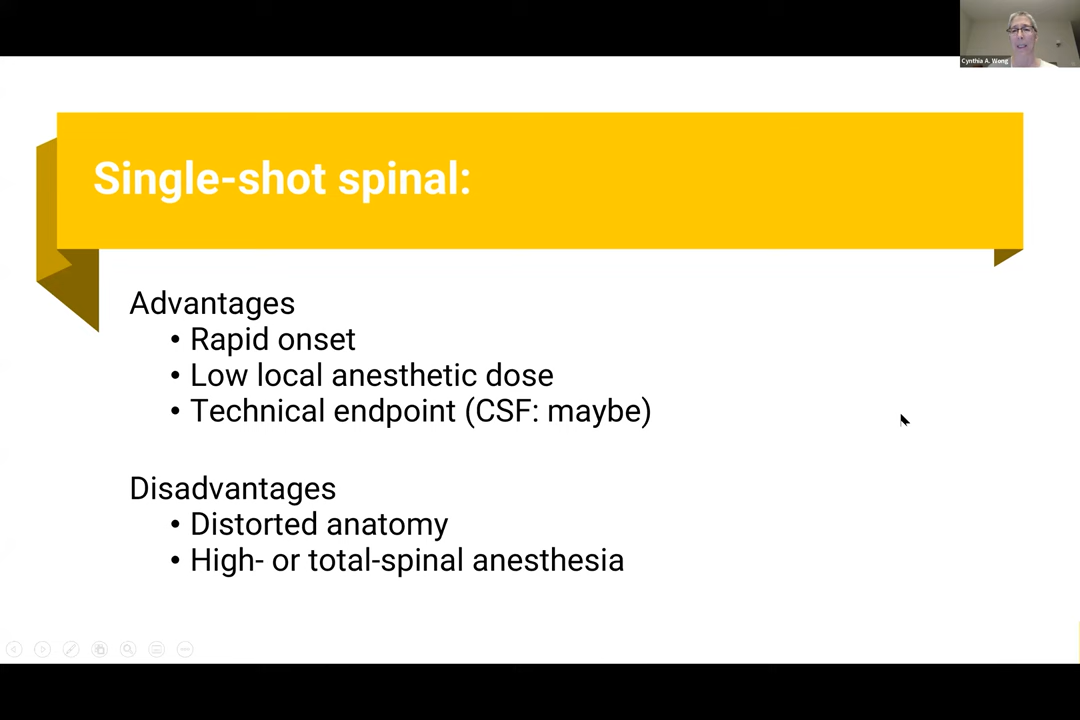 Cynthia A. Wong
Single-shot spinal:
Advantages
• Rapid onset
• Low local anesthetic dose
• Technical endpoint (CSF: maybe)
Disadvantages
• Distorted anatomy
• High- or total-spinal anesthesia